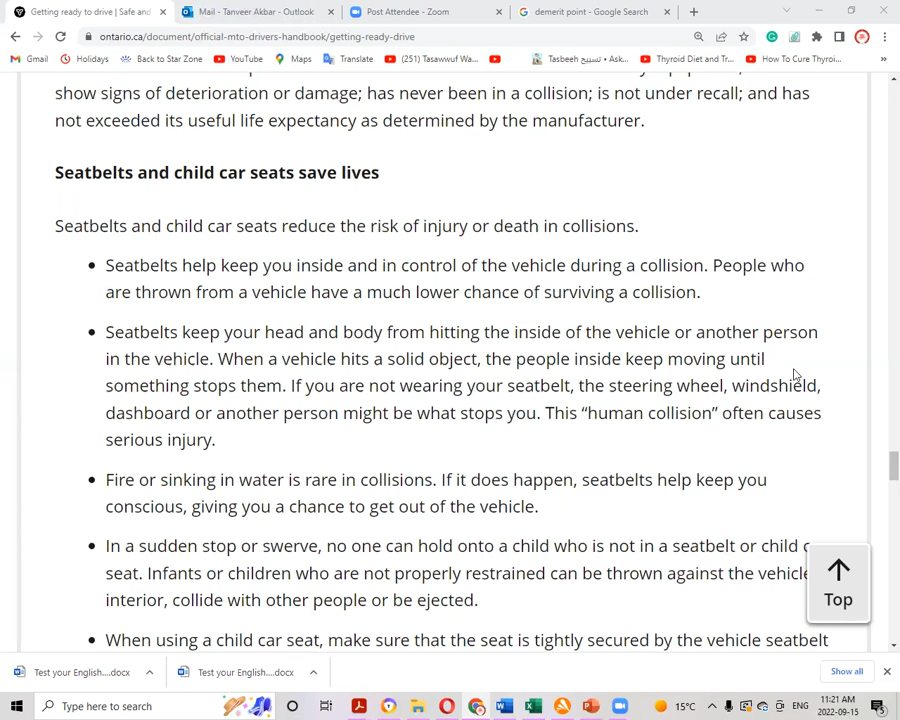 Getting ready to drive | Safe and
Mail - Tanveer Akbar - Outlook
Post Attendee - Zoom
demerit point - Google Search
ontario.ca/document/official-mto-drivers-handbook/getting-ready-drive
Gmail
Holidays
Back to Star Zone
YouTube
Maps
Translate
(251) Tasawwuf Wa...
Tasbeeh تسبيح • Ask...
Thyroid Diet and Tr...
How To Cure Thyroi...
show signs of deterioration or damage; has never been in a collision; is not under recall; and has
not exceeded its useful life expectancy as determined by the manufacturer.
Seatbelts and child car seats save lives
Seatbelts and child car seats reduce the risk of injury or death in collisions.
• Seatbelts help keep you inside and in control of the vehicle during a collision. People who
are thrown from a vehicle have a much lower chance of surviving a collision.
• Seatbelts keep your head and body from hitting the inside of the vehicle or another person
in the vehicle. When a vehicle hits a solid object, the people inside keep moving until
something stops them. If you are not wearing your seatbelt, the steering wheel, windshield,
dashboard or another person might be what stops you. This “human collision” often causes
serious injury.
• Fire or sinking in water is rare in collisions. If it does happen, seatbelts help keep you
conscious, giving you a chance to get out of the vehicle.
• In a sudden stop or swerve, no one can hold onto a child who is not in a seatbelt or child
seat. Infants or children who are not properly restrained can be thrown against the vehicle
interior, collide with other people or be ejected.
• When using a child car seat, make sure that the seat is tightly secured by the vehicle seatbelt
Top
Test your English....docx
Test your English....docx
Show all
Type here to search
15°C
11:21 AM
2022-09-15
5